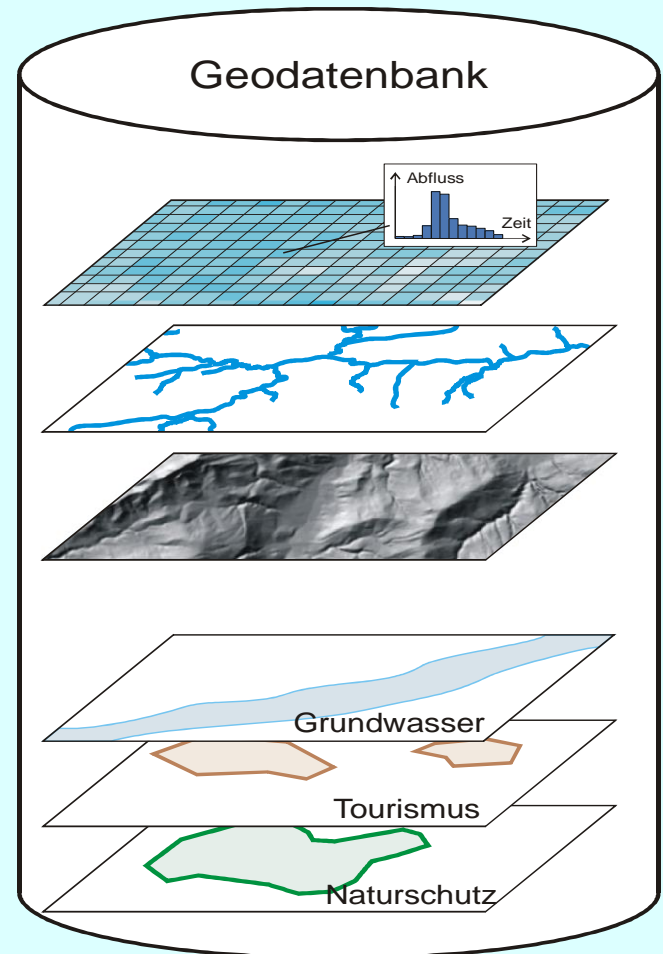 Geodatenbank
Abfluss
Zeit
Grundwasser
Tourismus
Naturschutz